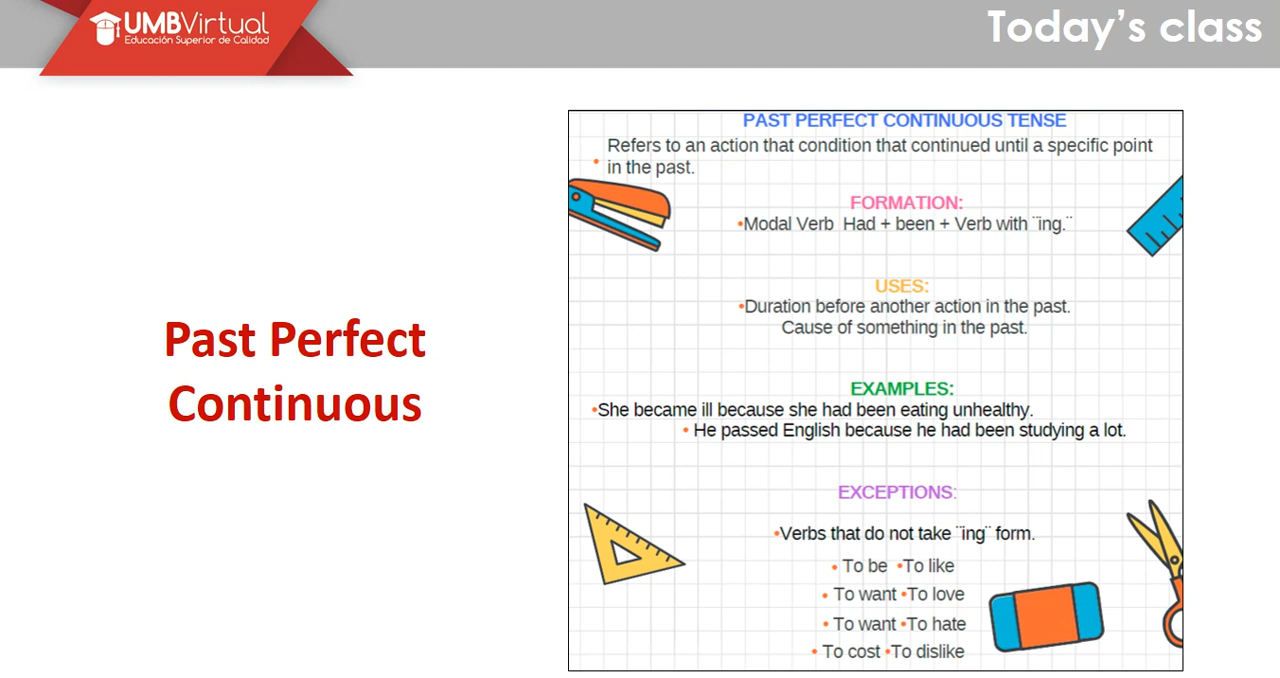 UMBVirtual
Educación Superior de Calidad
Today's class
Past Perfect
Continuous
PAST PERFECT CONTINUOUS TENSE
Refers to an action that condition that continued until a specific point
• in the past.
FORMATION:
•Modal Verb Had + been + Verb with ¨ing.¨
USES:
•Duration before another action in the past.
Cause of something in the past.
EXAMPLES:
•She became ill because she had been eating unhealthy.
• He passed English because he had been studying a lot.
EXCEPTIONS:
•Verbs that do not take ¨ing¨ form.
• To be •To like
• To want •To love
• To want •To hate
• To cost •To dislike